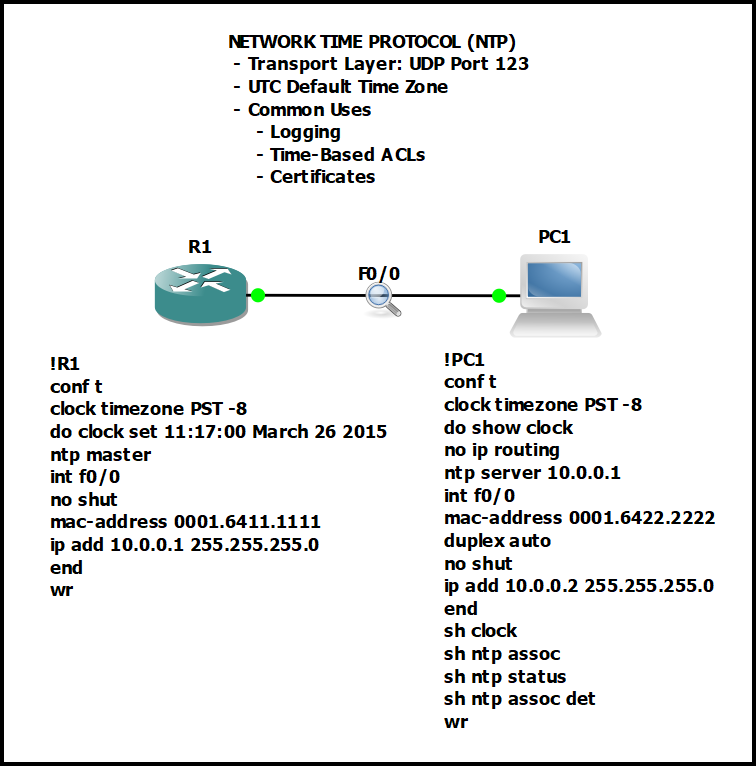 NETWORK TIME PROTOCOL (NTP)
- Transport Layer: UDP Port 123
- UTC Default Time Zone
- Common Uses
- Logging
- Time-Based ACLs
- Certificates
R1
F0/0
PC1
!R1
conf t
clock timezone PST -8
do clock set 11:17:00 March 26 2015
ntp master
int f0/0
no shut
mac-address 0001.6411.1111
ip add 10.0.0.1 255.255.255.0
end
wr
!PC1
conf t
clock timezone PST -8
do show clock
no ip routing
ntp server 10.0.0.1
int f0/0
mac-address 0001.6422.2222
duplex auto
no shut
ip add 10.0.0.2 255.255.255.0
end
sh clock
sh ntp assoc
sh ntp status
sh ntp assoc det
wr